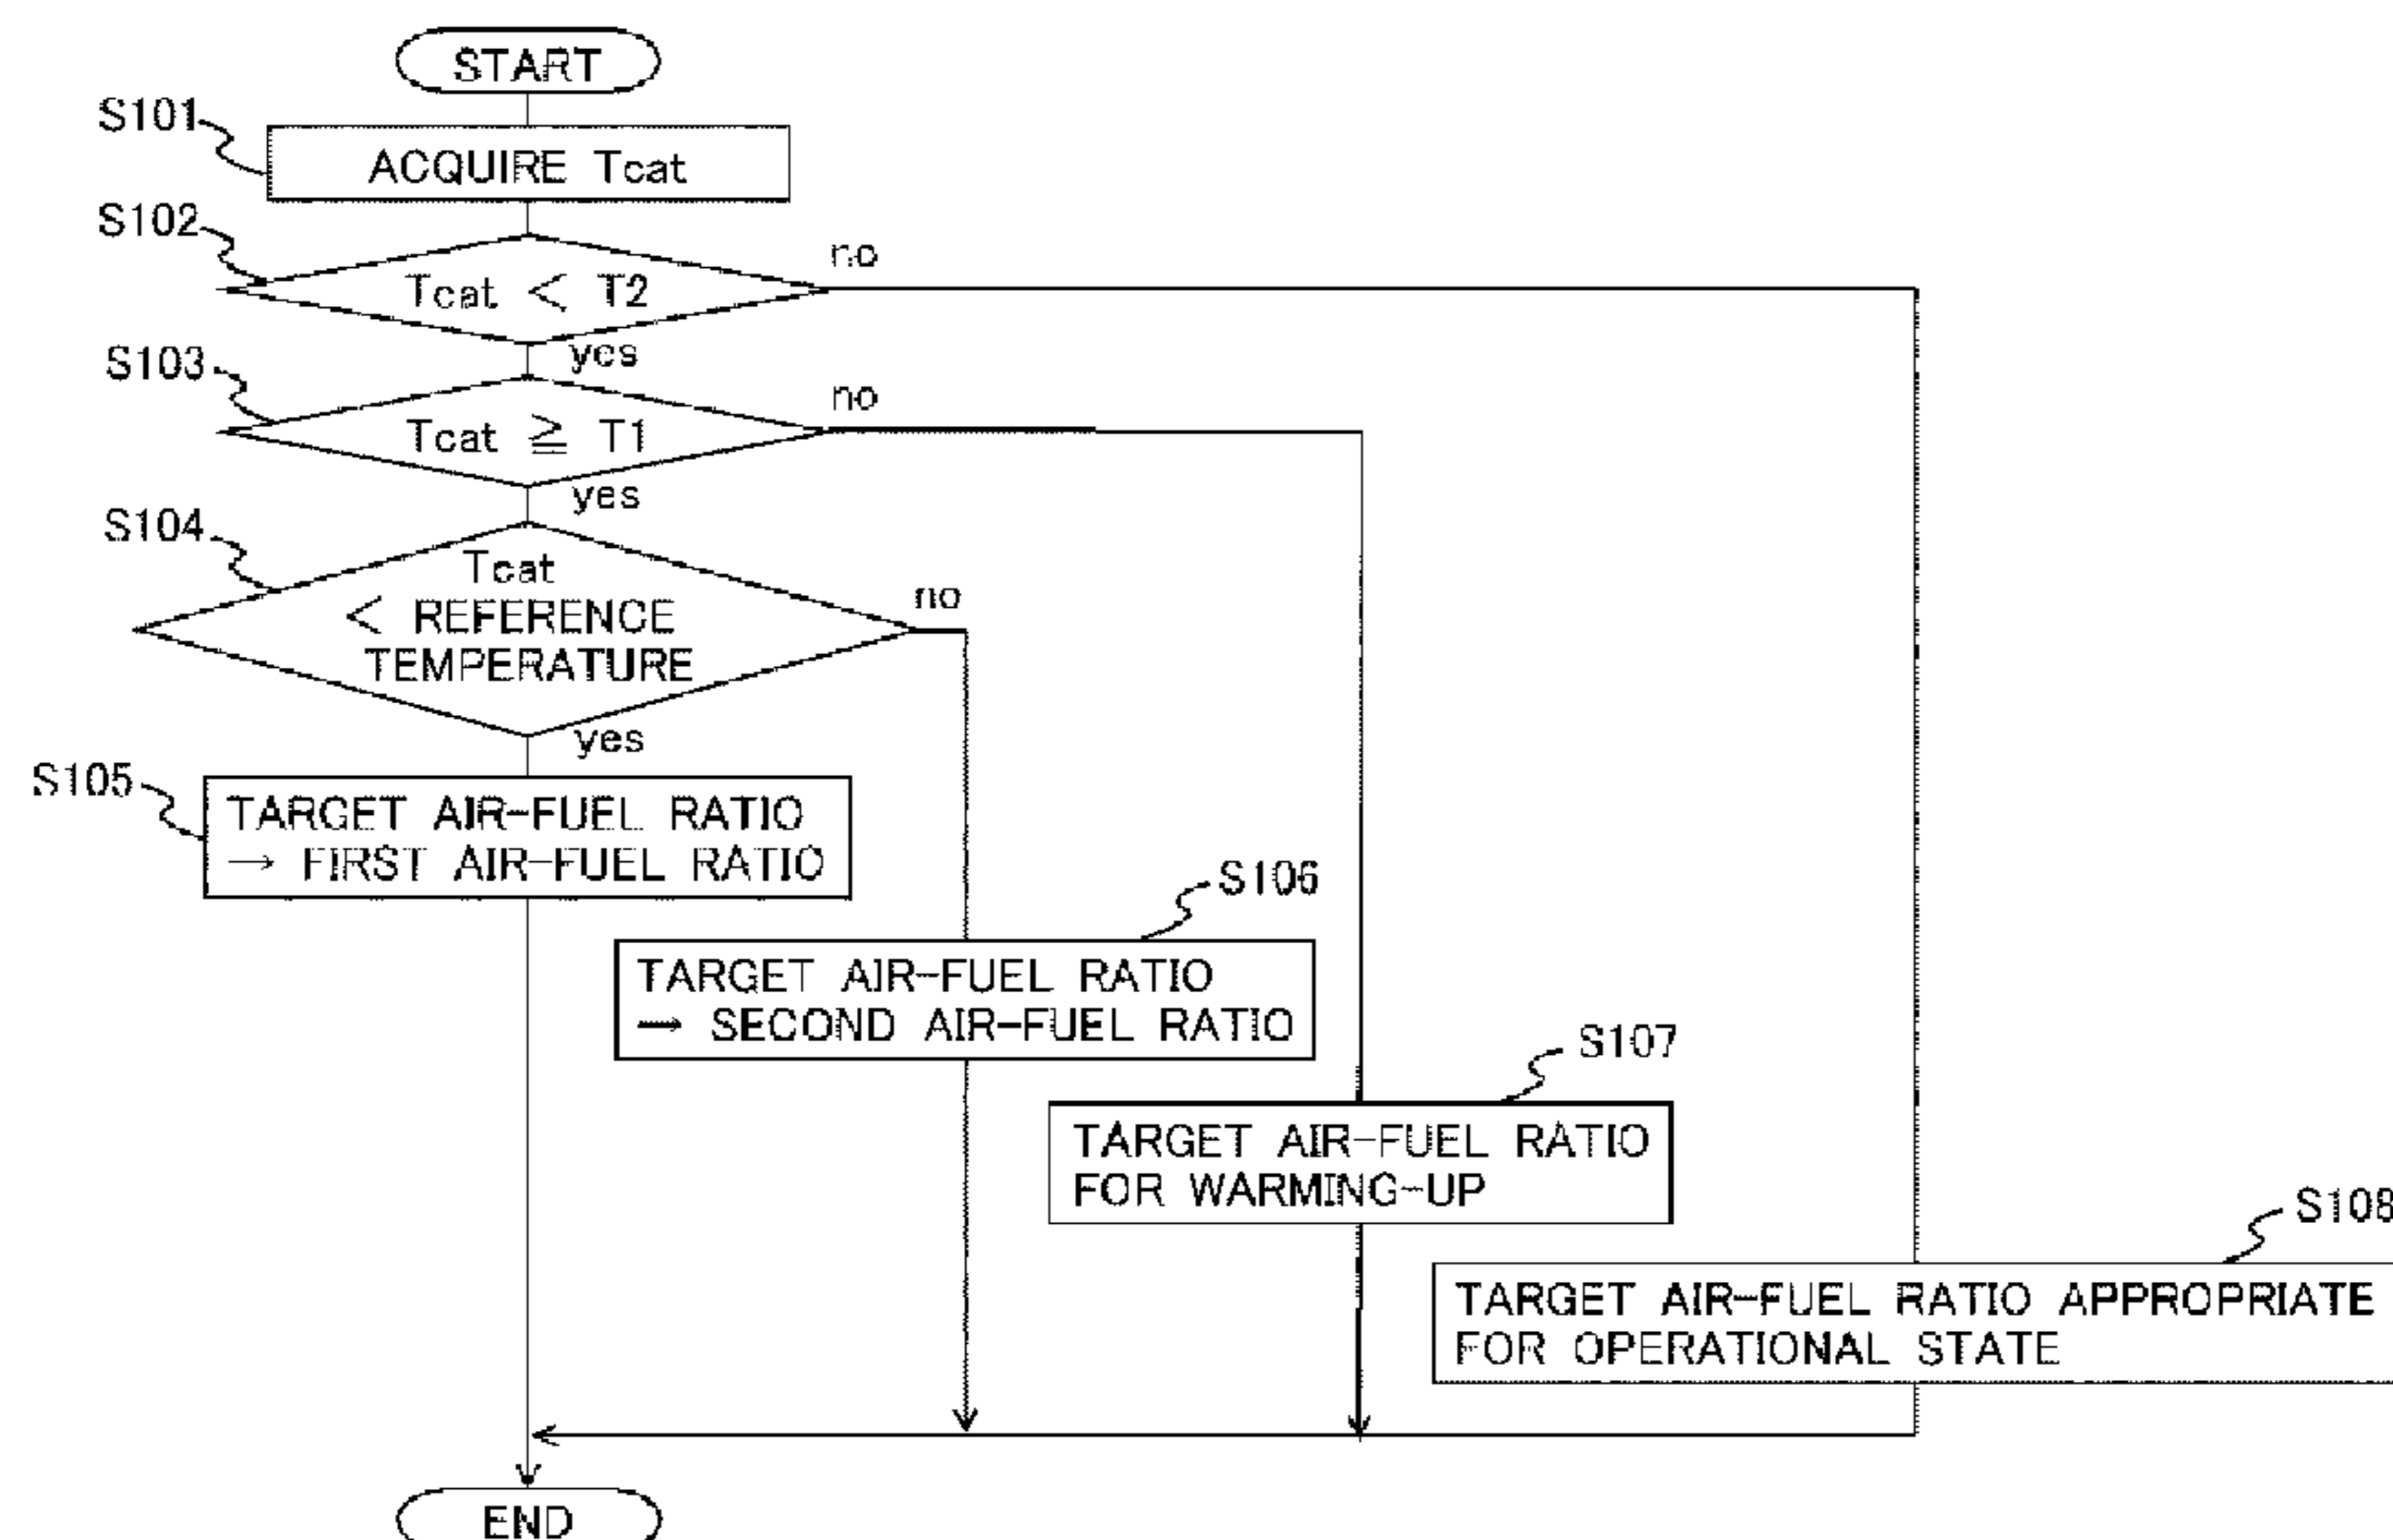 START
S101
ACQUIRE Tcat
S102
Tcat < T2
no
yes
S103
Tcat ≧ T1
no
yes
S104
Tcat
< REFERENCE
TEMPERATURE
no
yes
S105
TARGET AIR-FUEL RATIO
→ FIRST AIR-FUEL RATIO
S106
TARGET AIR-FUEL RATIO
→ SECOND AIR-FUEL RATIO
S107
TARGET AIR-FUEL RATIO
FOR WARMING-UP
S108
TARGET AIR-FUEL RATIO APPROPRIATE
FOR OPERATIONAL STATE
END